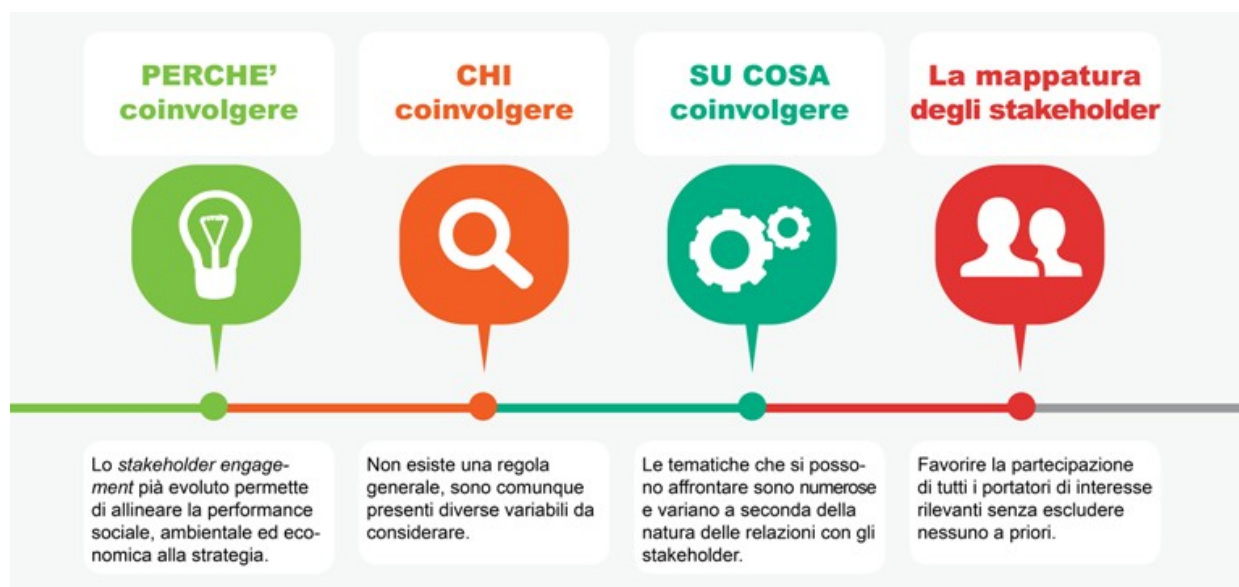 PERCHE'
coinvolgere
CHI
coinvolgere
SU COSA
coinvolgere
La mappatura
degli stakeholder
Lo stakeholder engage-
ment pià evoluto permette
di allineare la performance
sociale, ambientale ed eco-
nomica alla strategia.
Non esiste una regola
generale, sono comunque
presenti diverse variabili da
considerare.
Le tematiche che si posso-
no affrontare sono numerose
e variano a seconda della
natura delle relazioni con gli
stakeholder.
Favorire la partecipazione
di tutti i portatori di interesse
rilevanti senza escludere
nessuno a priori.